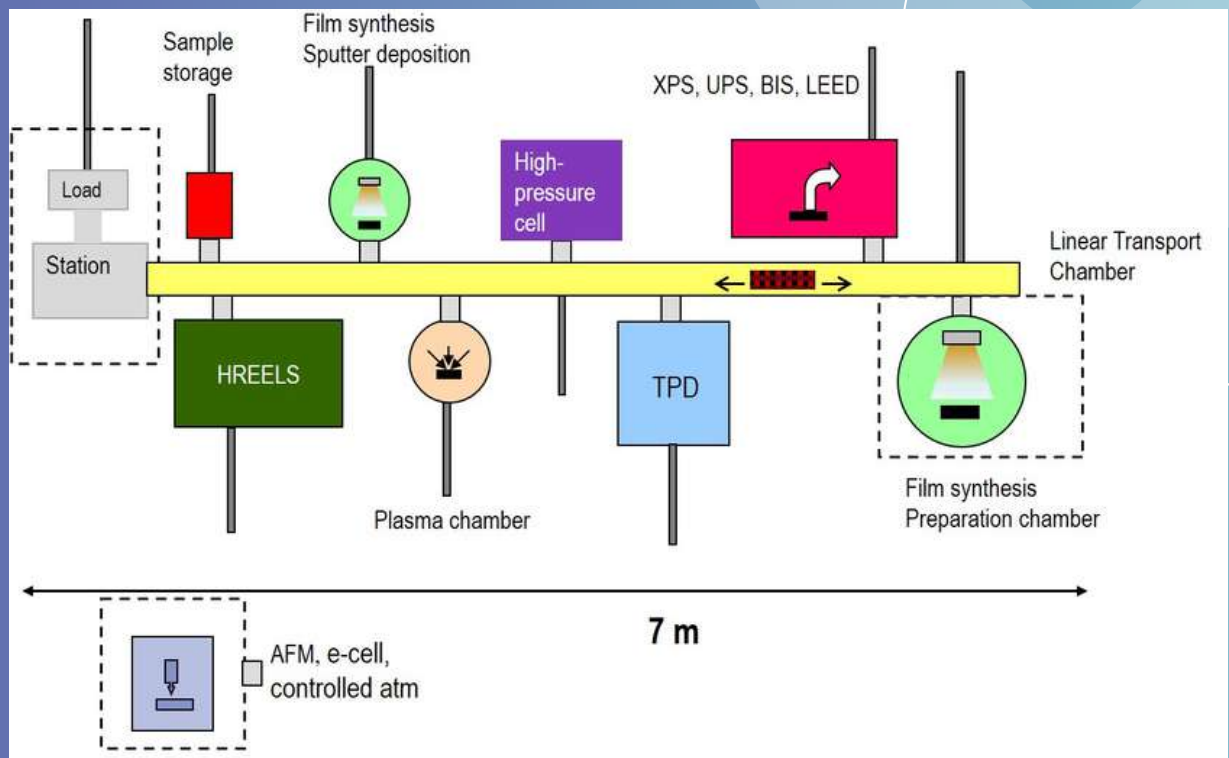 Film synthesis
Sputter deposition
Sample
storage
XPS, UPS, BIS, LEED
Load
High-
pressure
cell
Station
Linear Transport
Chamber
HREELS
TPD
Plasma chamber
Film synthesis
Preparation chamber
7 m
AFM, e-cell,
controlled atm